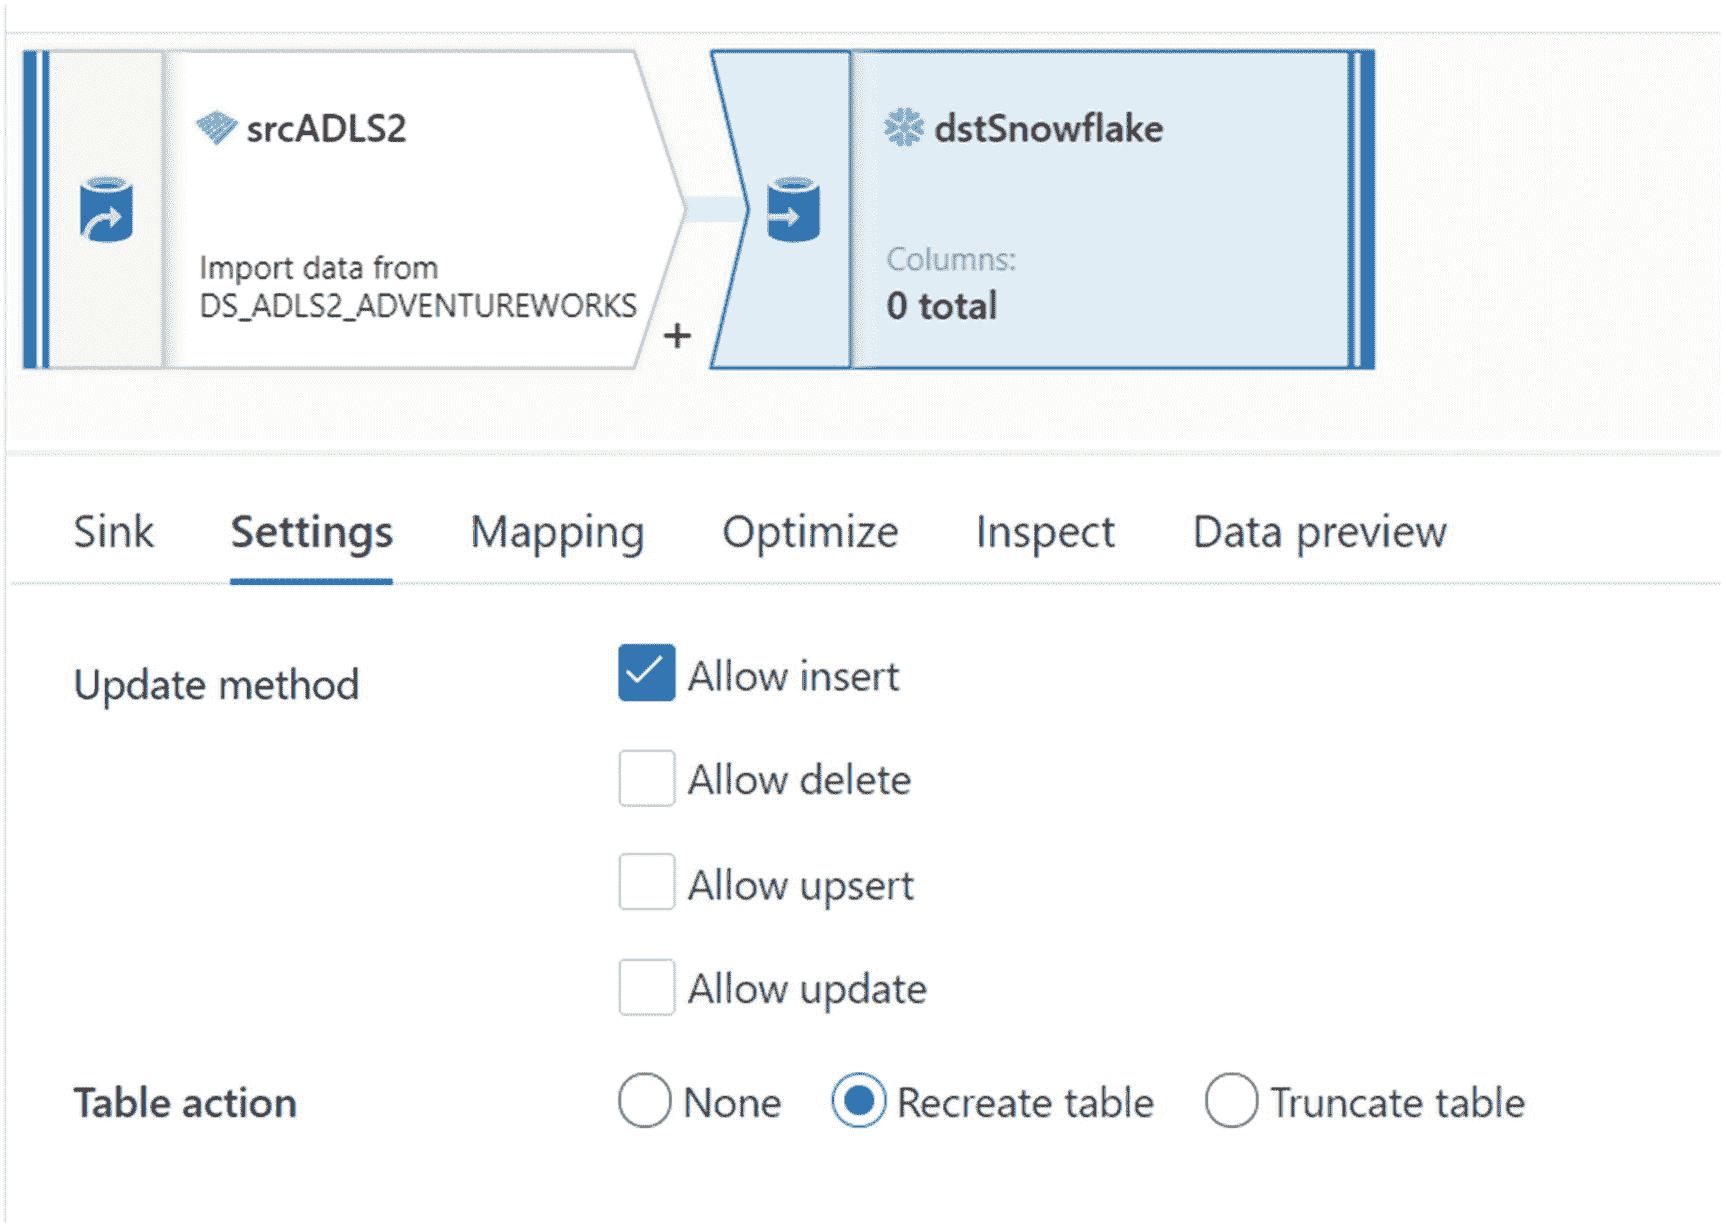 srcADLS2
Import data from
DS_ADLS2_ADVENTUREWORKS
+
dstSnowflake
Columns:
0 total
Sink Settings Mapping Optimize Inspect Data preview
Update method
Allow insert
Allow delete
Allow upsert
Allow update
Table action None Recreate table Truncate table